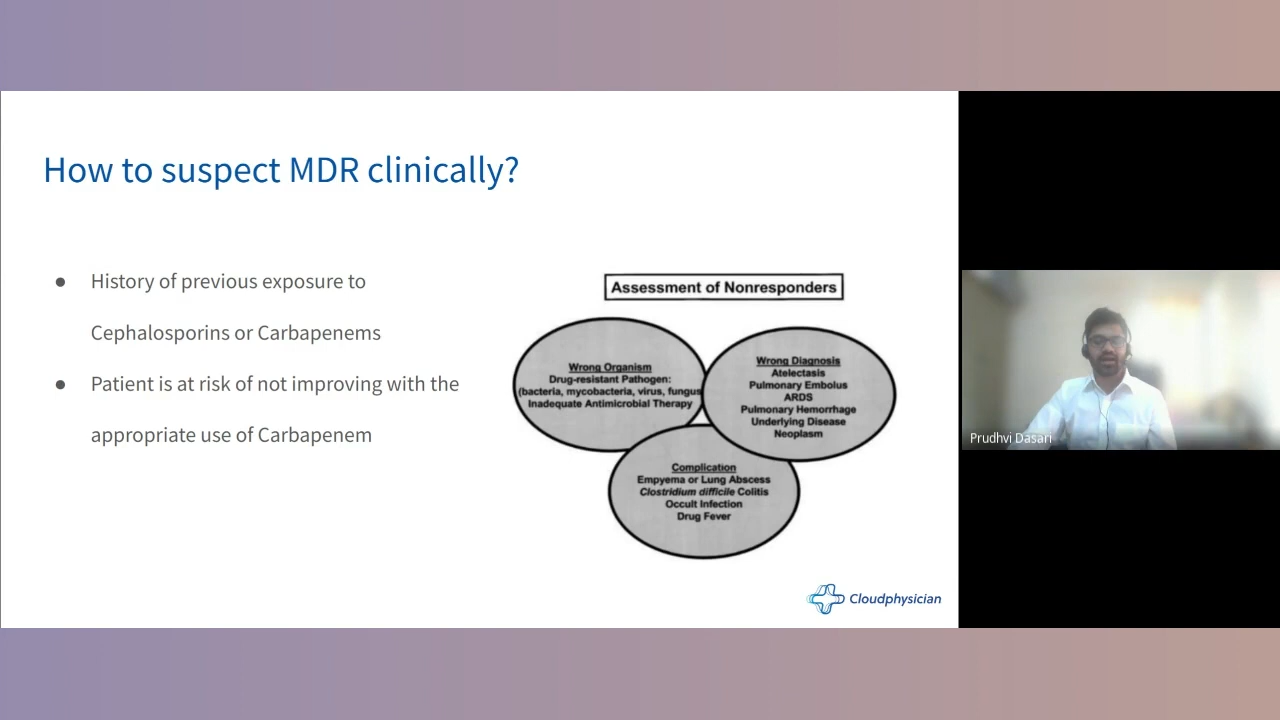 How to suspect MDR clinically?
● History of previous exposure to
Cephalosporins or Carbapenems
● Patient is at risk of not improving with the
appropriate use of Carbapenem
Assessment of Nonresponders
Wrong Organism
Drug-resistant Pathogen:
(bacteria, mycobacteria, virus, fungus
Inadequate Antimicrobial Therapy
Wrong Diagnosis
Atelectasis
Pulmonary Embolus
ARDS
Pulmonary Hemorrhage
Underlying Disease
Neoplasm
Complication
Empyema or Lung Abscess
Clostridium difficile Colitis
Occult Infection
Drug Fever
Cloudphysician
Prudhvi Dasari